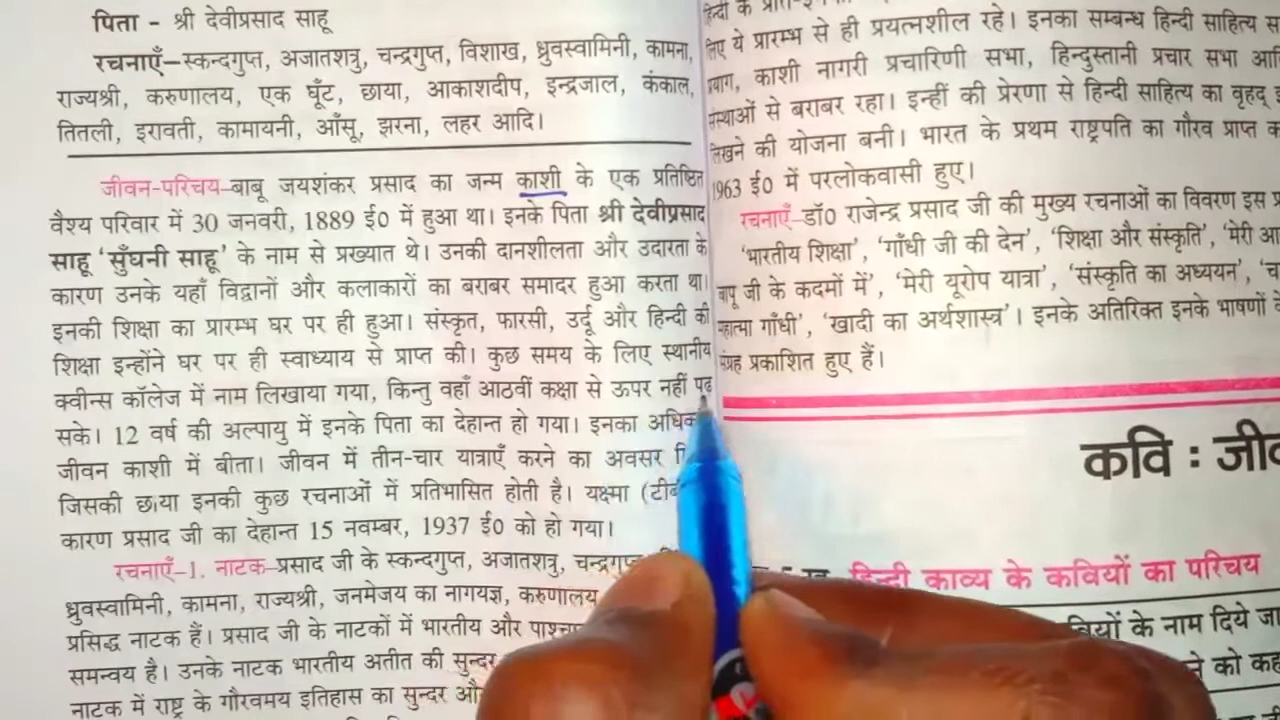 पिता - श्री देवीप्रसाद साहू
रचनाएँ–स्कन्दगुप्त, अजातशत्रु, चन्द्रगुप्त, विशाख, ध्रुवस्वामिनी, कामना,
राज्यश्री, करुणालय, एक घूँट, छाया, आकाशदीप, इन्द्रजाल, कंकाल,
तितली, इरावती, कामायनी, आँसू, झरना, लहर आदि।
जीवन-परिचय–बाबू जयशंकर प्रसाद का जन्म काशी के एक प्रतिष्ठित
वैश्य परिवार में 30 जनवरी, 1889 ई० में हुआ था। इनके पिता श्री देवीप्रसाद
साहू ‘सुँघनी साहू’ के नाम से प्रख्यात थे। उनकी दानशीलता और उदारता के
कारण उनके यहाँ विद्वानों और कलाकारों का बराबर समादर हुआ करता था।
इनकी शिक्षा का प्रारम्भ घर पर ही हुआ। संस्कृत, फारसी, उर्दू और हिन्दी की
शिक्षा इन्होंने घर पर ही स्वाध्याय से प्राप्त की। कुछ समय के लिए स्थानीय
क्वीन्स कॉलेज में नाम लिखाया गया, किन्तु वहाँ आठवीं कक्षा से ऊपर नहीं पढ़
सके। 12 वर्ष की अल्पायु में इनके पिता का देहान्त हो गया। इनका
जीवन काशी में बीता। जीवन में तीन-चार यात्राएँ करने का अवसर
जिसकी छाया इनकी कुछ रचनाओं में प्रतिभासित होती है। यक्ष्मा
कारण प्रसाद जी का देहान्त 15 नवम्बर, 1937 ई० को हो गया।
रचनाएँ–1. नाटक–प्रसाद जी के स्कन्दगुप्त, अजातशत्रु, चन्द्रगुप्त
ध्रुवस्वामिनी, कामना, राज्यश्री, जनमेजय का नागयज्ञ, करुणालय
प्रसिद्ध नाटक हैं। प्रसाद जी के नाटकों में भारतीय और
समन्वय है। उनके नाटक भारतीय अतीत की सुन्दर
नाटक में राष्ट्र के गौरवमय इतिहास का सुन्दर
हिन्दी के
लिए ये प्रारम्भ से ही प्रयत्नशील रहे। इनका सम्बन्ध हिन्दी साहित्य
प्रयाग, काशी नागरी प्रचारिणी सभा, हिन्दुस्तानी प्रचार सभा
संस्थाओं से बराबर रहा। इन्हीं की प्रेरणा से हिन्दी साहित्य का वृहद्
लिखने की योजना बनी। भारत के प्रथम राष्ट्रपति का गौरव प्राप्त
1963 ई० में परलोकवासी हुए।
रचनाएँ–डॉ० राजेन्द्र प्रसाद जी की मुख्य रचनाओं का विवरण इस
‘भारतीय शिक्षा’, ‘गाँधी जी की देन’, ‘शिक्षा और संस्कृति’, ‘मेरी
बापू जी के कदमों में’, ‘मेरी यूरोप यात्रा’, ‘संस्कृति का अध्ययन’,
महात्मा गाँधी’, ‘खादी का अर्थशास्त्र’। इनके अतिरिक्त इनके भाषणों
संग्रह प्रकाशित हुए हैं।
कवि :
हिन्दी काव्य के कवियों का परिचय
के नाम दिये
को